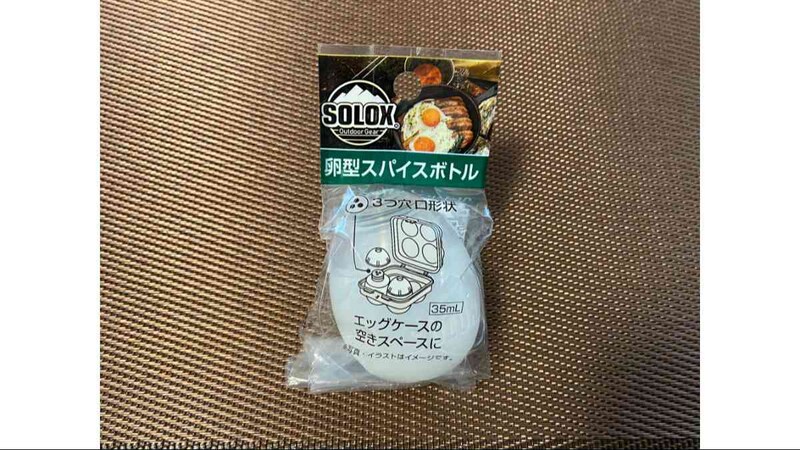 SOLOX®
Outdoor Gear
卵型スパイスボトル
3つ穴口形状
35mL
エッグケースの
空きスペースに
※写真・イラストはイメージです。